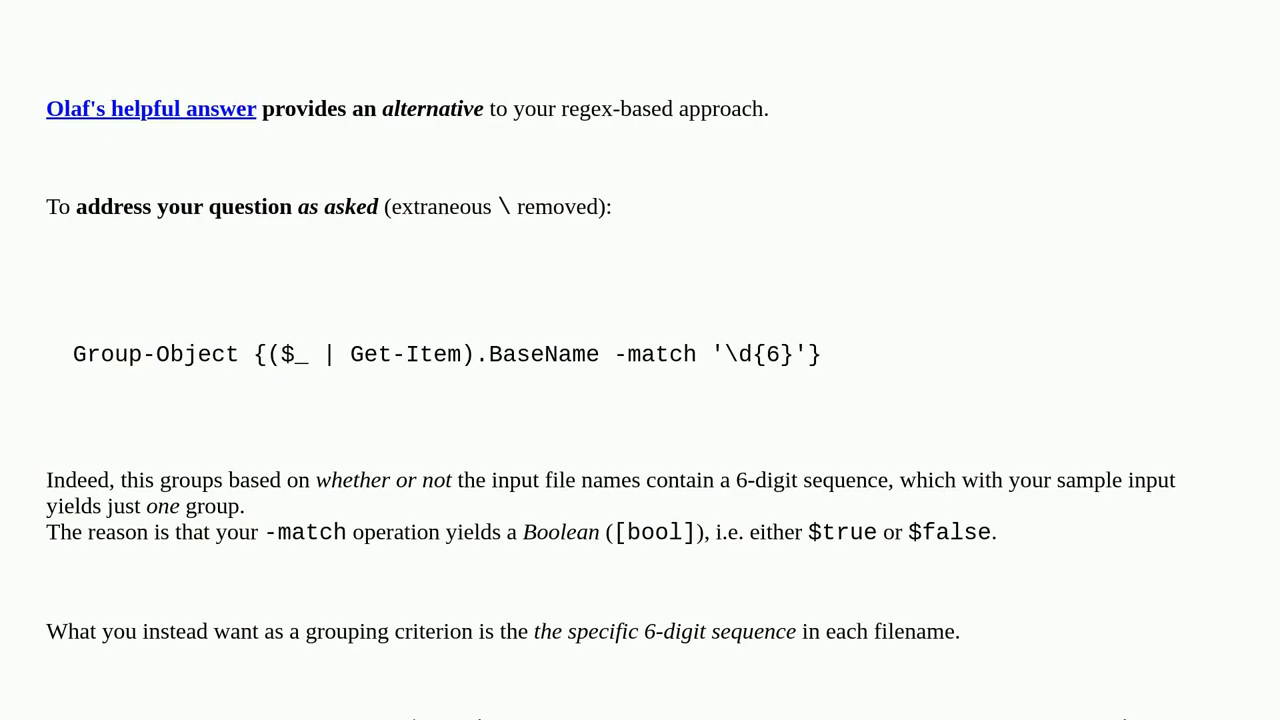 Olaf's helpful answer provides an alternative to your regex-based approach.
To address your question as asked (extraneous \ removed):
Group-Object {($_ | Get-Item).BaseName -match '\d{6}'}
Indeed, this groups based on whether or not the input file names contain a 6-digit sequence, which with your sample input
yields just one group.
The reason is that your -match operation yields a Boolean ([bool]), i.e. either $true or $false.
What you instead want as a grouping criterion is the the specific 6-digit sequence in each filename.